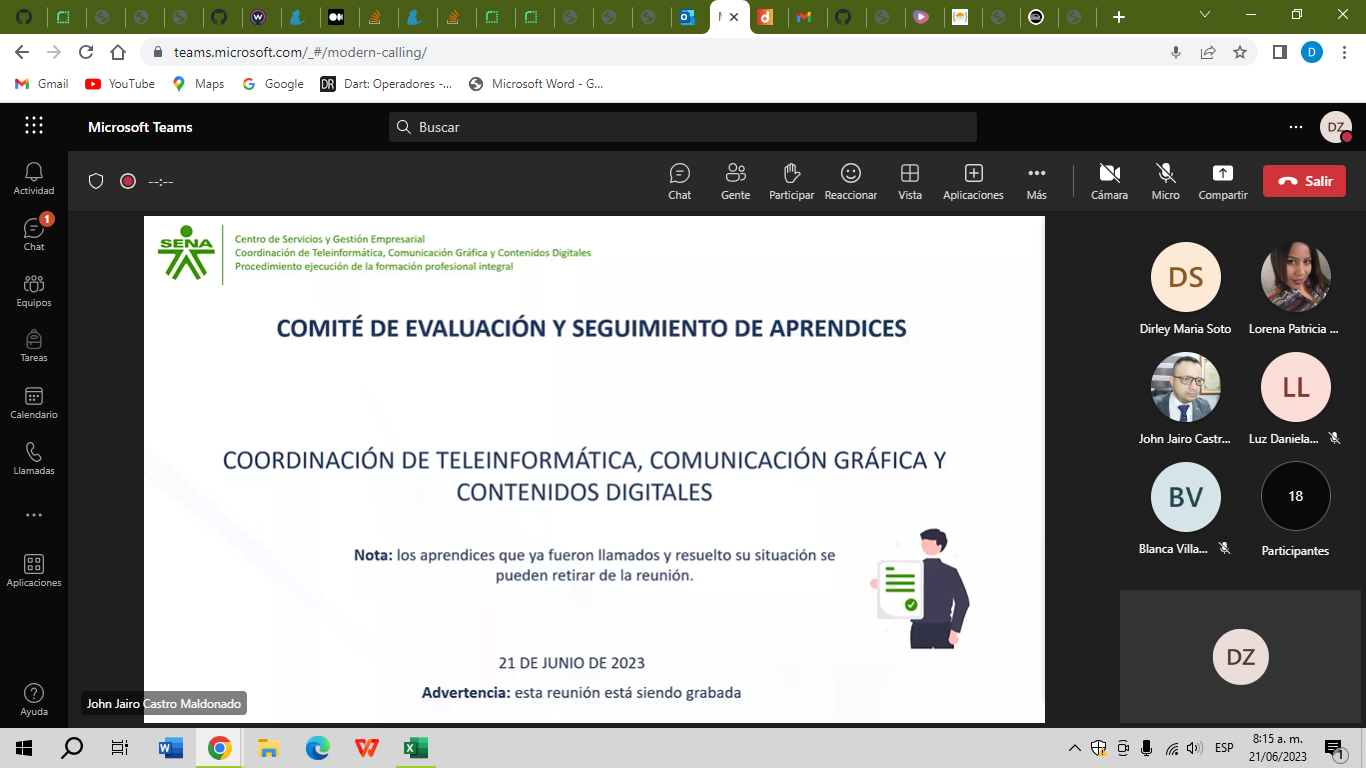 teams.microsoft.com/_#/modern-calling/
D
Gmail
YouTube
Maps
Google
DR
Dart: Operadores -...
Microsoft Word - G...
Microsoft Teams
Buscar
DZ
Actividad
1
Chat
Equipos
Tareas
Calendario
Llamadas
Aplicaciones
Ayuda
--:--
Chat
Gente
Participar
Reaccionar
Vista
Aplicaciones
Más
Cámara
Micro
Compartir
Salir
SENA
Centro de Servicios y Gestión Empresarial
Coordinación de Teleinformática, Comunicación Gráfica y Contenidos Digitales
Procedimiento ejecución de la formación profesional integral
COMITÉ DE EVALUACIÓN Y SEGUIMIENTO DE APRENDICES
COORDINACIÓN DE TELEINFORMÁTICA, COMUNICACIÓN GRÁFICA Y
CONTENIDOS DIGITALES
Nota: los aprendices que ya fueron llamados y resuelto su situación se
pueden retirar de la reunión.
21 DE JUNIO DE 2023
Advertencia: esta reunión está siendo grabada
John Jairo Castro Maldonado
DS
Dirley Maria Soto
Lorena Patricia ...
John Jairo Castr...
LL
Luz Daniela...
BV
Blanca Villa...
18
Participantes
DZ
ESP
8:15 a. m.
21/06/2023
1